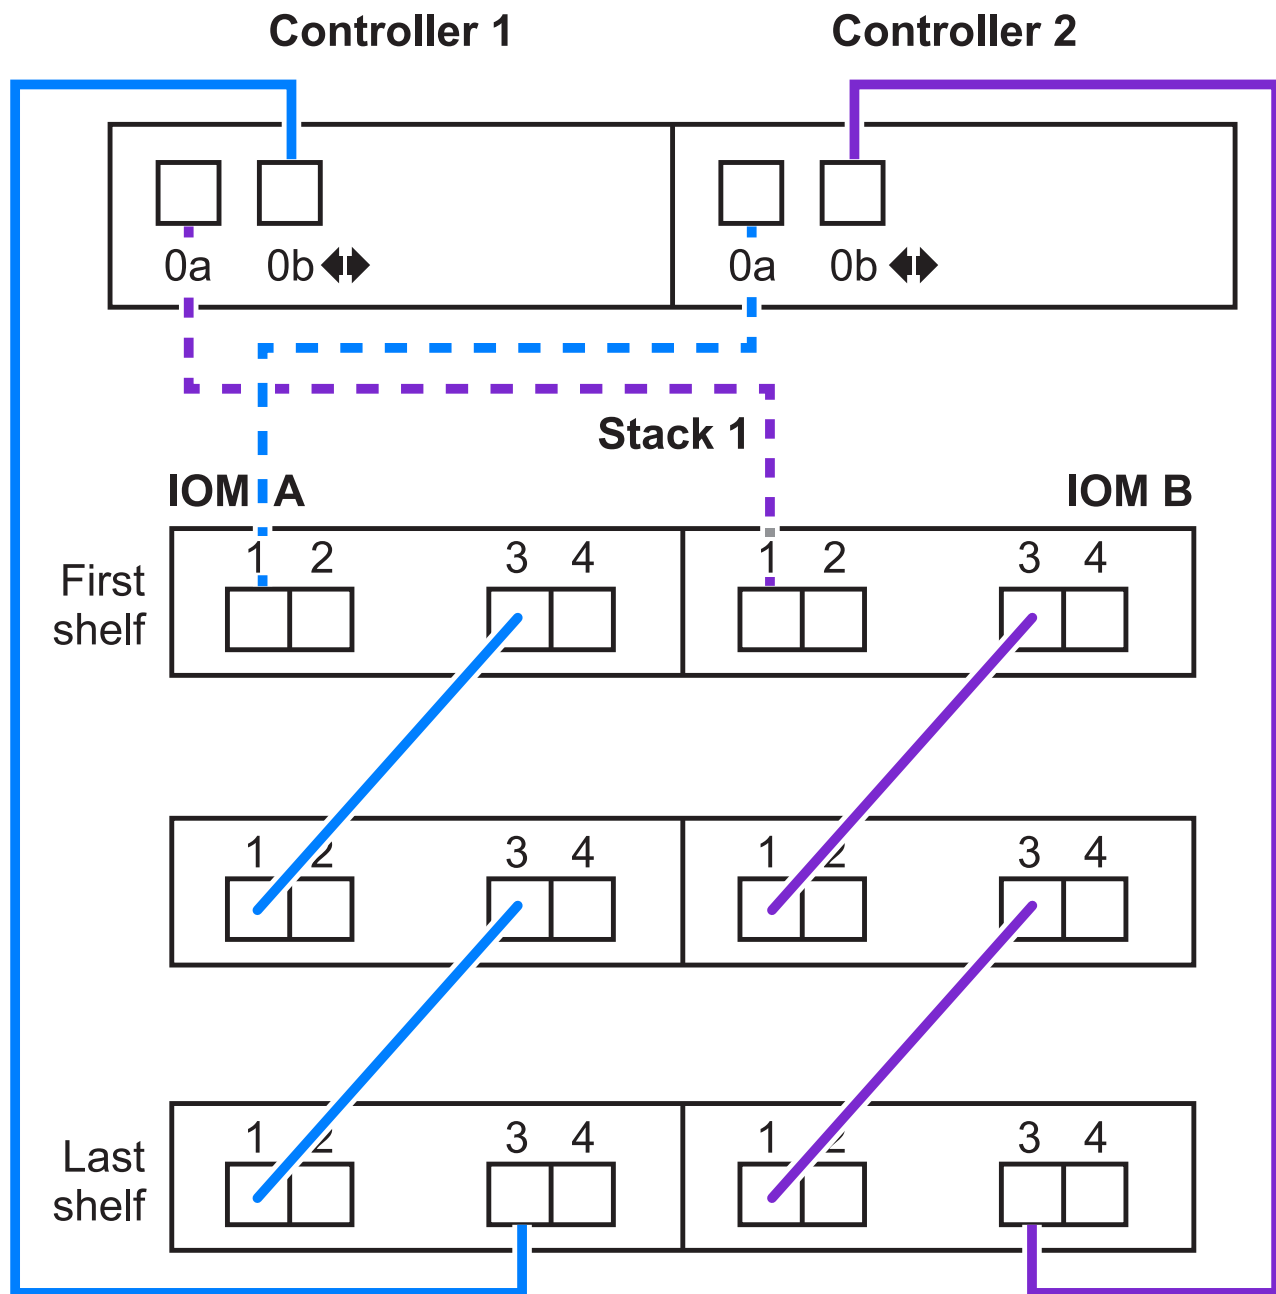 Controller 1 Controller 2
0a 0b 0a 0b
Stack 1
IOM A IOM B
First shelf
1 2 3 4 1 2 3 4
1 2 3 4 1 2 3 4
Last shelf
1 2 3 4 1 2 3 4